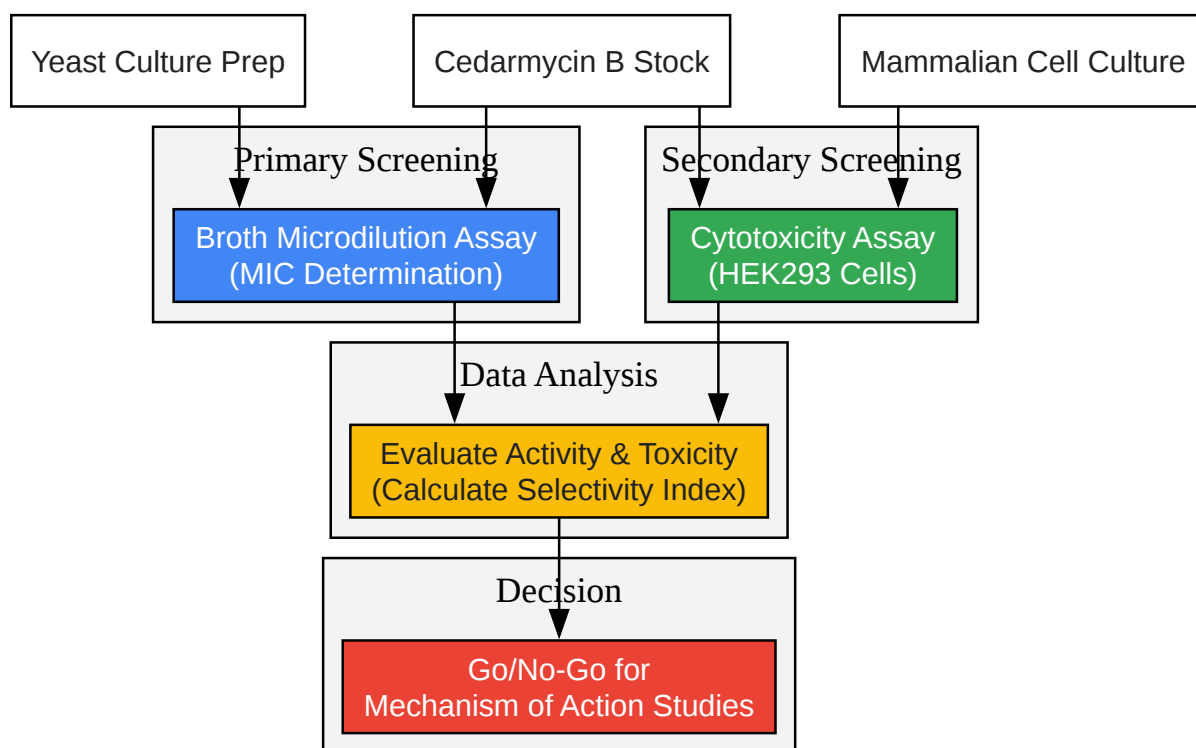 Yeast Culture Prep
Cedarmycin B Stock
Mammalian Cell Culture
Primary Screening
Secondary Screening
Broth Microdilution Assay
(MIC Determination)
Cytotoxicity Assay
(HEK293 Cells)
Data Analysis
Evaluate Activity & Toxicity
(Calculate Selectivity Index)
Decision
Go/No-Go for
Mechanism of Action Studies